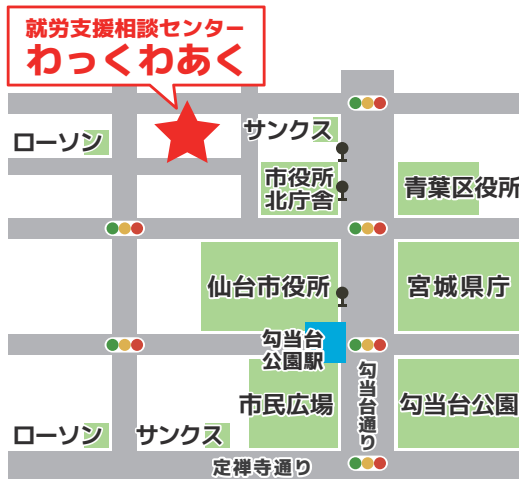 就労支援相談センター
わっくわあく
ローソン
サンクス
市役所
北庁舎
青葉区役所
仙台市役所
宮城県庁
勾当台
公園駅
勾当台通り
市民広場
勾当台公園
ローソン
サンクス
定禅寺通り